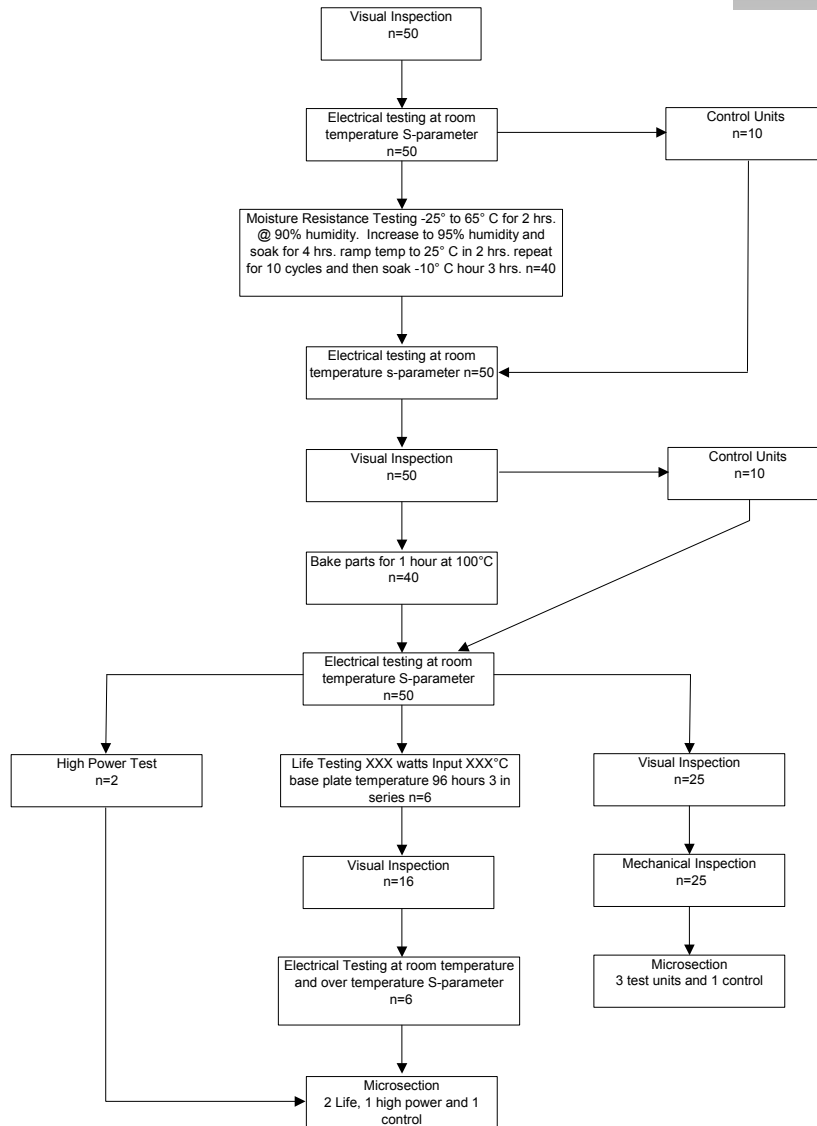 Visual Inspection
n=50
Electrical testing at room
temperature S-parameter
n=50
Control Units
n=10
Moisture Resistance Testing -25° to 65° C for 2 hrs.
@ 90% humidity.  Increase to 95% humidity and
soak for 4 hrs. ramp temp to 25° C in 2 hrs. repeat
for 10 cycles and then soak -10° C hour 3 hrs. n=40
Electrical testing at room
temperature s-parameter n=50
Visual Inspection
n=50
Control Units
n=10
Bake parts for 1 hour at 100°C
n=40
Electrical testing at room
temperature S-parameter
n=50
High Power Test
n=2
Life Testing XXX watts Input XXX°C
base plate temperature 96 hours 3 in
series n=6
Visual Inspection
n=25
Visual Inspection
n=16
Mechanical Inspection
n=25
Electrical Testing at room temperature
and over temperature S-parameter
n=6
Microsection
3 test units and 1 control
Microsection
2 Life, 1 high power and 1
control